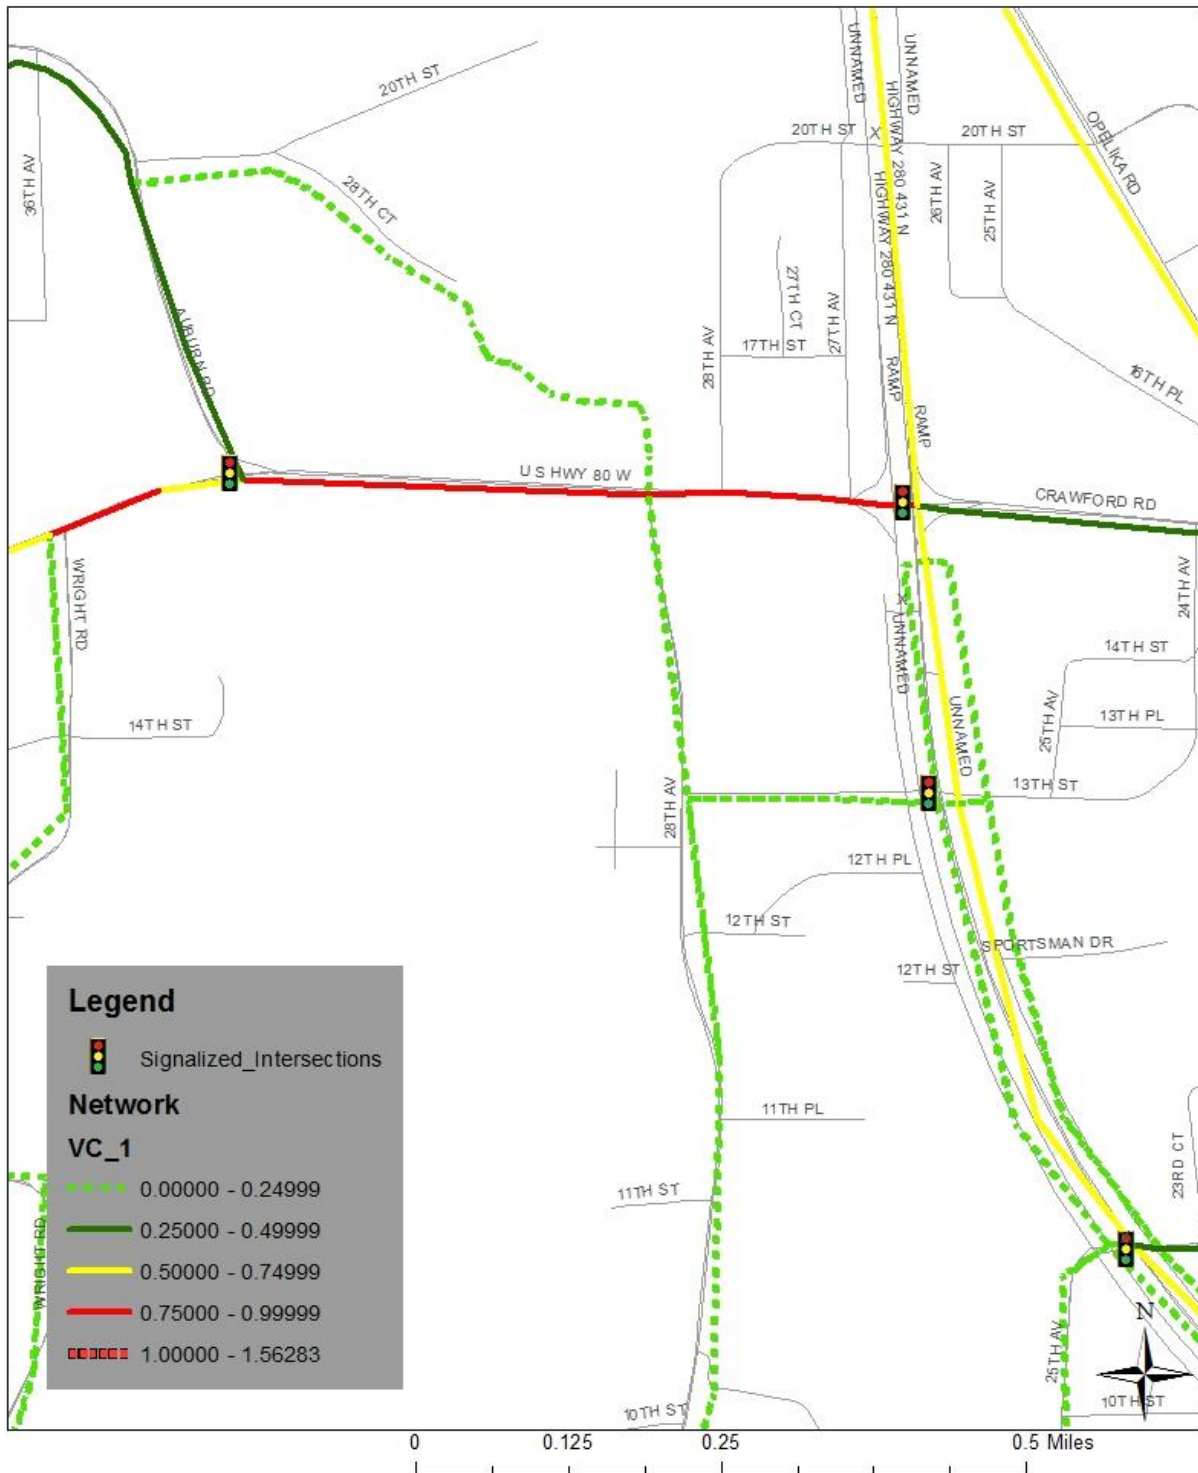 UNNAMED
UNNAMED
20TH ST
36TH AV
28TH CT
20TH ST
X
HIGHWAY 280 431 N
20TH ST
OPELIKA RD
HIGHWAY 280 431 N
26TH AV
25TH AV
27TH CT
27TH AV
28TH AV
17TH ST
AUBURN RD
RAMP
RAMP
16TH PL
U S HWY 80 W
CRAWFORD RD
WRIGHT RD
24TH AV
X
UNNAMED
14TH ST
UNNAMED
25TH AV
13TH PL
14TH ST
28TH AV
13TH ST
12TH PL
12TH ST
SPORTSMAN DR
12TH ST
Legend
Signalized_Intersections
Network
VC_1
0.00000 - 0.24999
0.25000 - 0.49999
0.50000 - 0.74999
0.75000 - 0.99999
1.00000 - 1.56283
11TH PL
23RD CT
11TH ST
WRIGHT RD
N
25TH AV
10TH ST
10TH ST
0 0.125 0.25 0.5 Miles